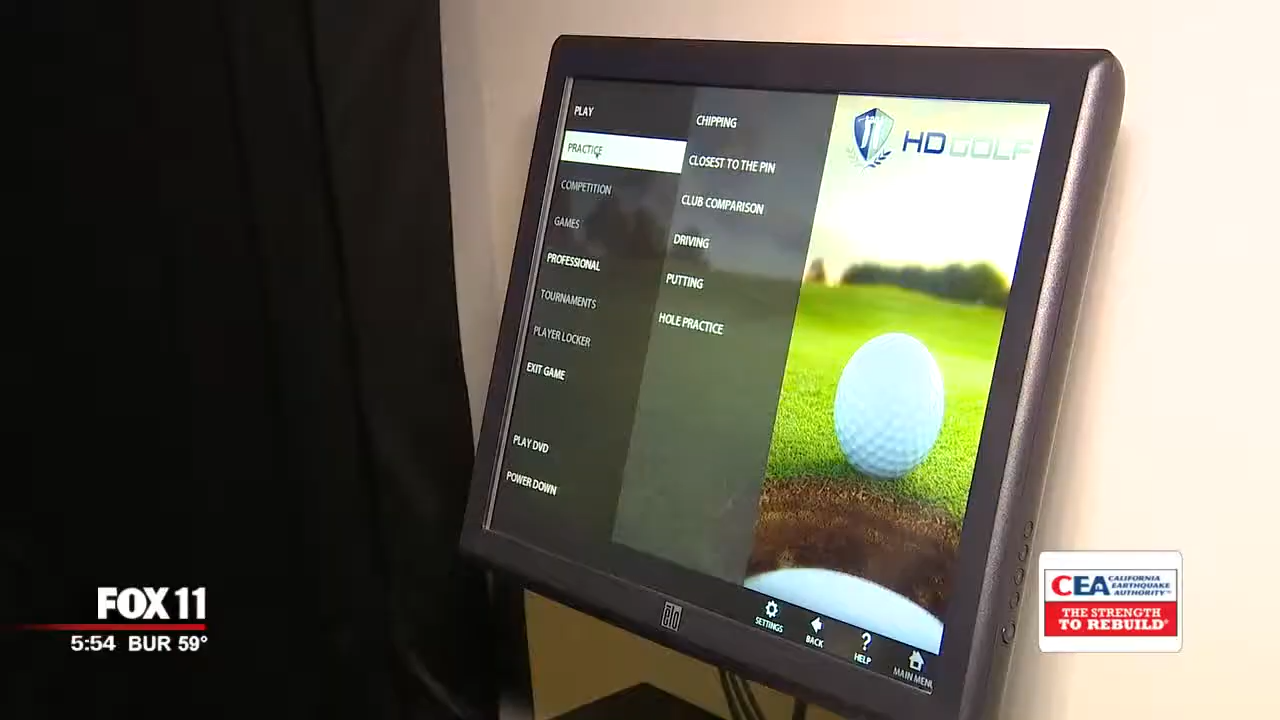 PLAY
PRACTICE
COMPETITION
GAMES
PROFESSIONAL
TOURNAMENTS
PLAYER LOCKER
EXIT GAME
PLAY DVD
POWER DOWN
CHIPPING
CLOSEST TO THE PIN
CLUB COMPARISON
DRIVING
PUTTING
HOLE PRACTICE
HD GOLF
SETTINGS
BACK
?
HELP
MAIN MENU
elo
FOX 11
5:54 BUR 59°
CEA CALIFORNIA
EARTHQUAKE
AUTHORITY™
THE STRENGTH
TO REBUILD®